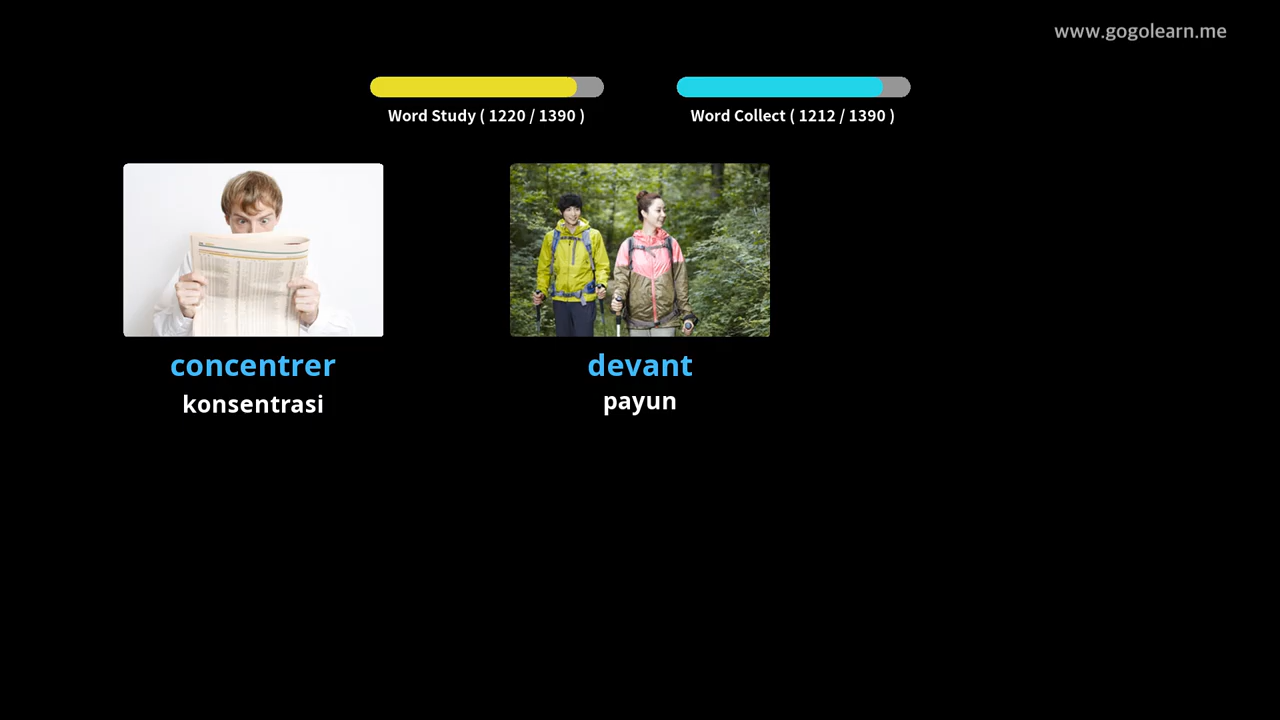 www.gogolearn.me
Word Study ( 1220 / 1390 )
Word Collect ( 1212 / 1390 )
concentrer
konsentrasi
devant
payun